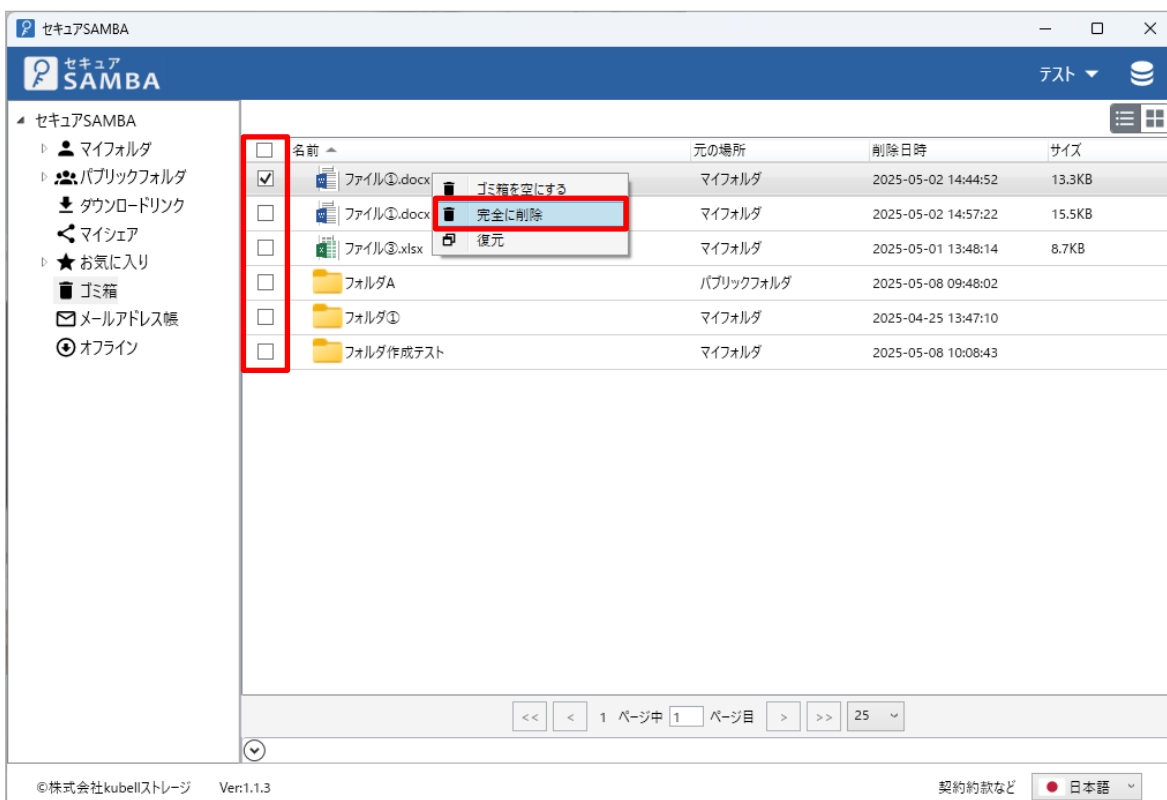 セキュアSAMBA
セキュア
SAMBA
テスト
セキュアSAMBA
マイフォルダ
パブリックフォルダ
ダウンロードリンク
マイシェア
お気に入り
ゴミ箱
メールアドレス帳
オフライン
名前 元の場所 削除日時 サイズ
ファイル①.docx マイフォルダ 2025-05-02 14:44:52 13.3KB
ファイル①.docx マイフォルダ 2025-05-02 14:57:22 15.5KB
ファイル③.xlsx マイフォルダ 2025-05-01 13:48:14 8.7KB
フォルダA パブリックフォルダ 2025-05-08 09:48:02
フォルダ① マイフォルダ 2025-04-25 13:47:10
フォルダ作成テスト マイフォルダ 2025-05-08 10:08:43
ゴミ箱を空にする
完全に削除
復元
<< < 1 ページ中 1 ページ目 > >> 25
©株式会社kubellストレージ Ver:1.1.3 契約約款など 日本語